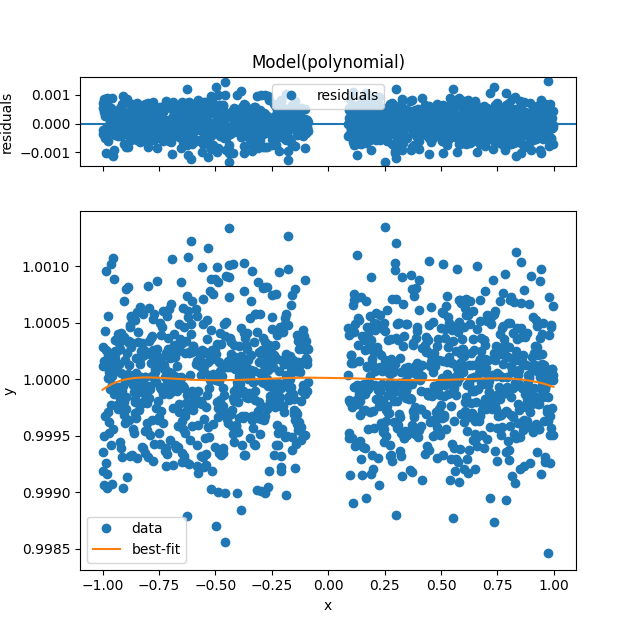 Model(polynomial)
residuals
0.001
0.000
−0.001
residuals
y
1.0010
1.0005
1.0000
0.9995
0.9990
0.9985
data
best-fit
−1.00 −0.75 −0.50 −0.25 0.00 0.25 0.50 0.75 1.00
x